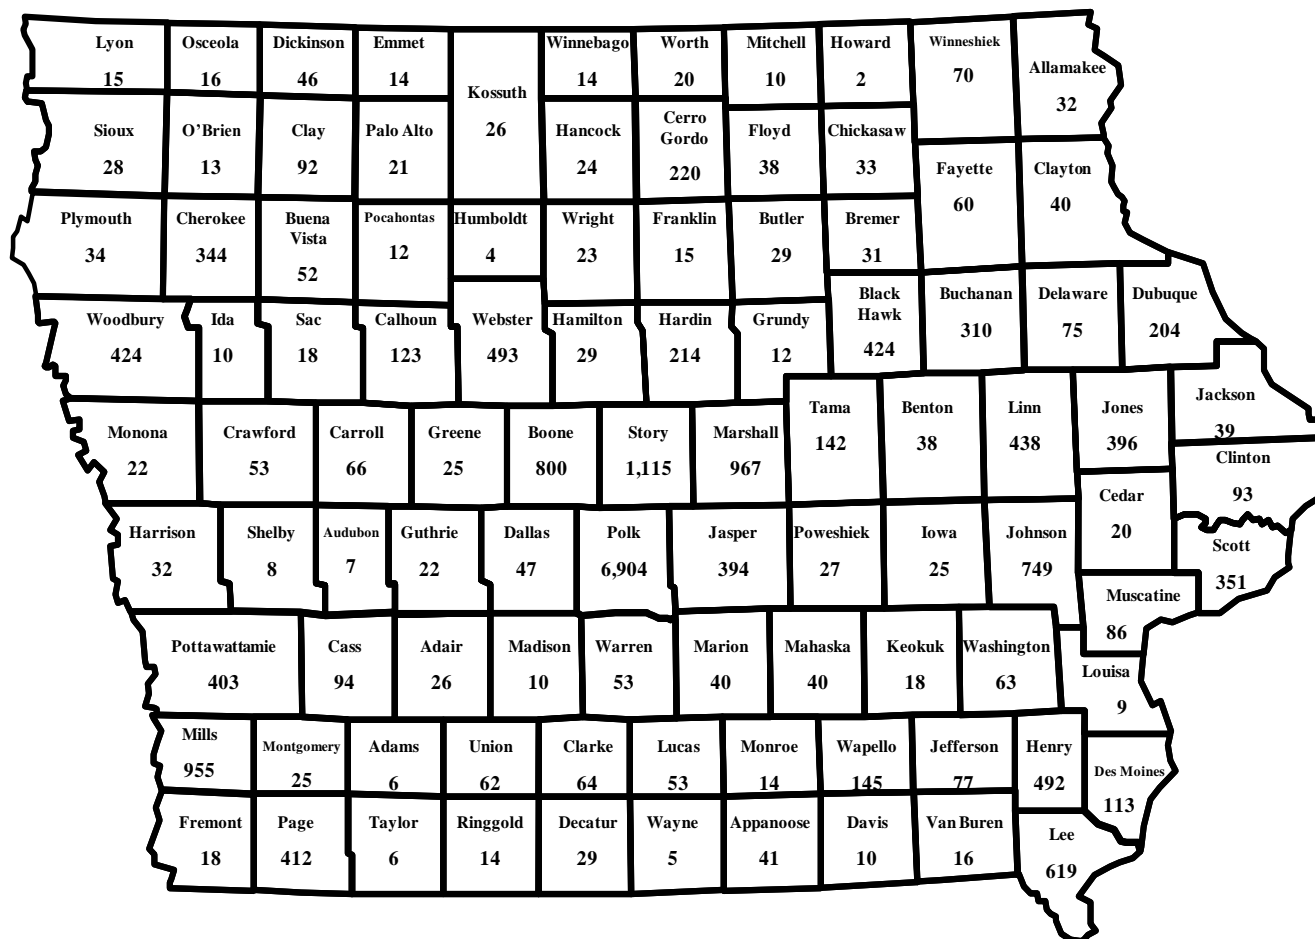 Lyon
15
Osceola
16
Dickinson
46
Emmet
14
Kossuth
26
Winnebago
14
Worth
20
Mitchell
10
Howard
2
Winneshiek
70
Allamakee
32
Sioux
28
O’Brien
13
Clay
92
Palo Alto
21
Hancock
24
Cerro
Gordo
220
Floyd
38
Chickasaw
33
Fayette
60
Clayton
40
Plymouth
34
Cherokee
344
Buena
Vista
52
Pocahontas
12
Humboldt
4
Wright
23
Franklin
15
Butler
29
Bremer
31
Woodbury
424
Ida
10
Sac
18
Calhoun
123
Webster
493
Hamilton
29
Hardin
214
Grundy
12
Black
Hawk
424
Buchanan
310
Delaware
75
Dubuque
204
Monona
22
Crawford
53
Carroll
66
Greene
25
Boone
800
Story
1,115
Marshall
967
Tama
142
Benton
38
Linn
438
Jones
396
Jackson
39
Clinton
93
Cedar
20
Harrison
32
Shelby
8
Audubon
7
Guthrie
22
Dallas
47
Polk
6,904
Jasper
394
Poweshiek
27
Iowa
25
Johnson
749
Scott
351
Muscatine
86
Pottawattamie
403
Cass
94
Adair
26
Madison
10
Warren
53
Marion
40
Mahaska
40
Keokuk
18
Washington
63
Louisa
9
Mills
955
Montgomery
25
Adams
6
Union
62
Clarke
64
Lucas
53
Monroe
14
Wapello
145
Jefferson
77
Henry
492
Des Moines
113
Fremont
18
Page
412
Taylor
6
Ringgold
14
Decatur
29
Wayne
5
Appanoose
41
Davis
10
Van Buren
16
Lee
619